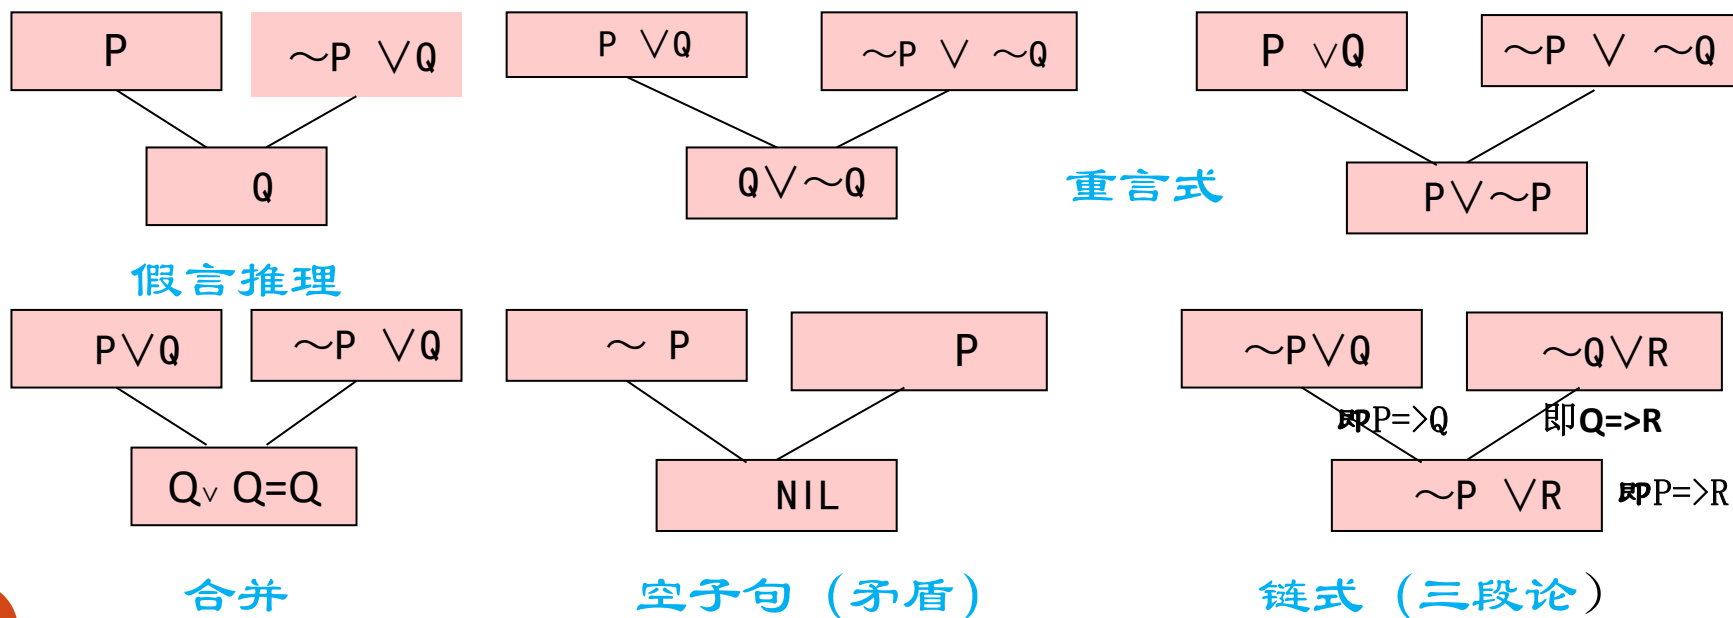 P
～P ∨Q
Q
假言推理
P ∨Q
～P ∨ ～Q
Q∨～Q
重言式
P ∨Q
～P ∨ ～Q
P∨～P
P∨Q
～P ∨Q
Q∨ Q=Q
合并
～ P
P
NIL
空子句（矛盾）
～P∨Q
～Q∨R
即P=>Q
即Q=>R
～P ∨R
即P=>R
链式（三段论）